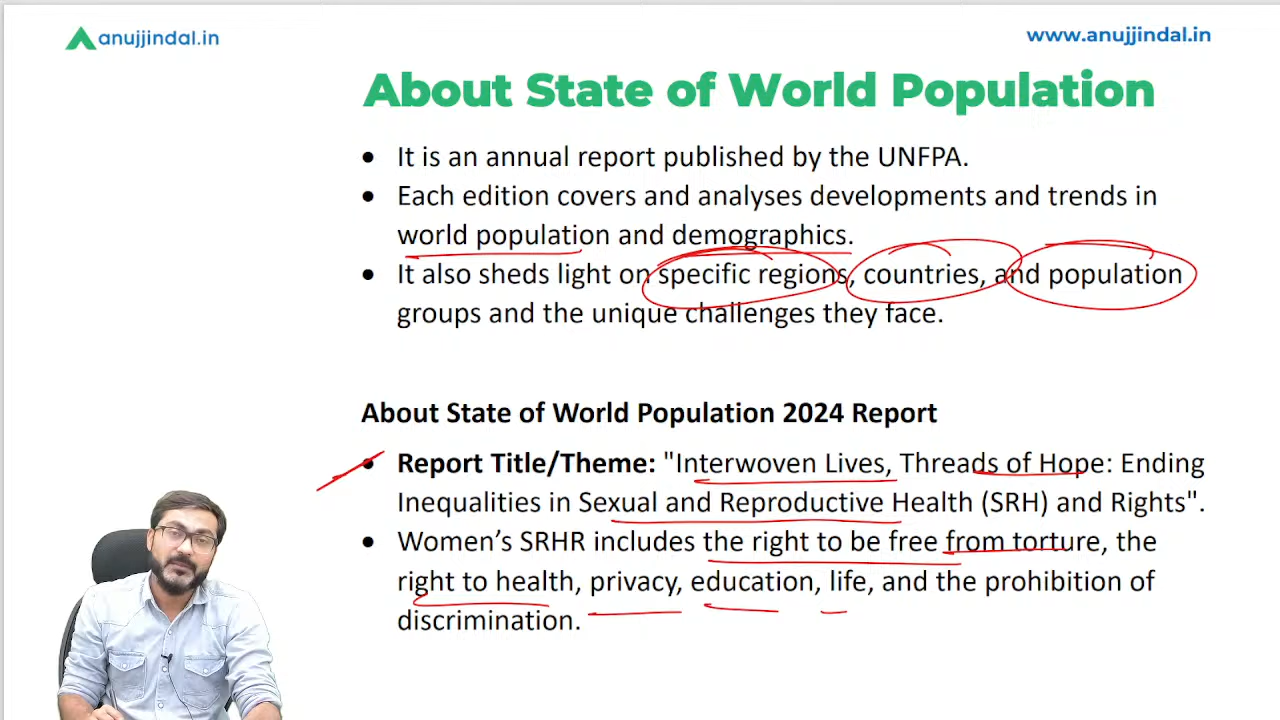 anujjindal.in
www.anujjindal.in
About State of World Population
• It is an annual report published by the UNFPA.
• Each edition covers and analyses developments and trends in
world population and demographics.
• It also sheds light on specific regions, countries, and population
groups and the unique challenges they face.
About State of World Population 2024 Report
• Report Title/Theme: "Interwoven Lives, Threads of Hope: Ending
Inequalities in Sexual and Reproductive Health (SRH) and Rights".
• Women’s SRHR includes the right to be free from torture, the
right to health, privacy, education, life, and the prohibition of
discrimination.